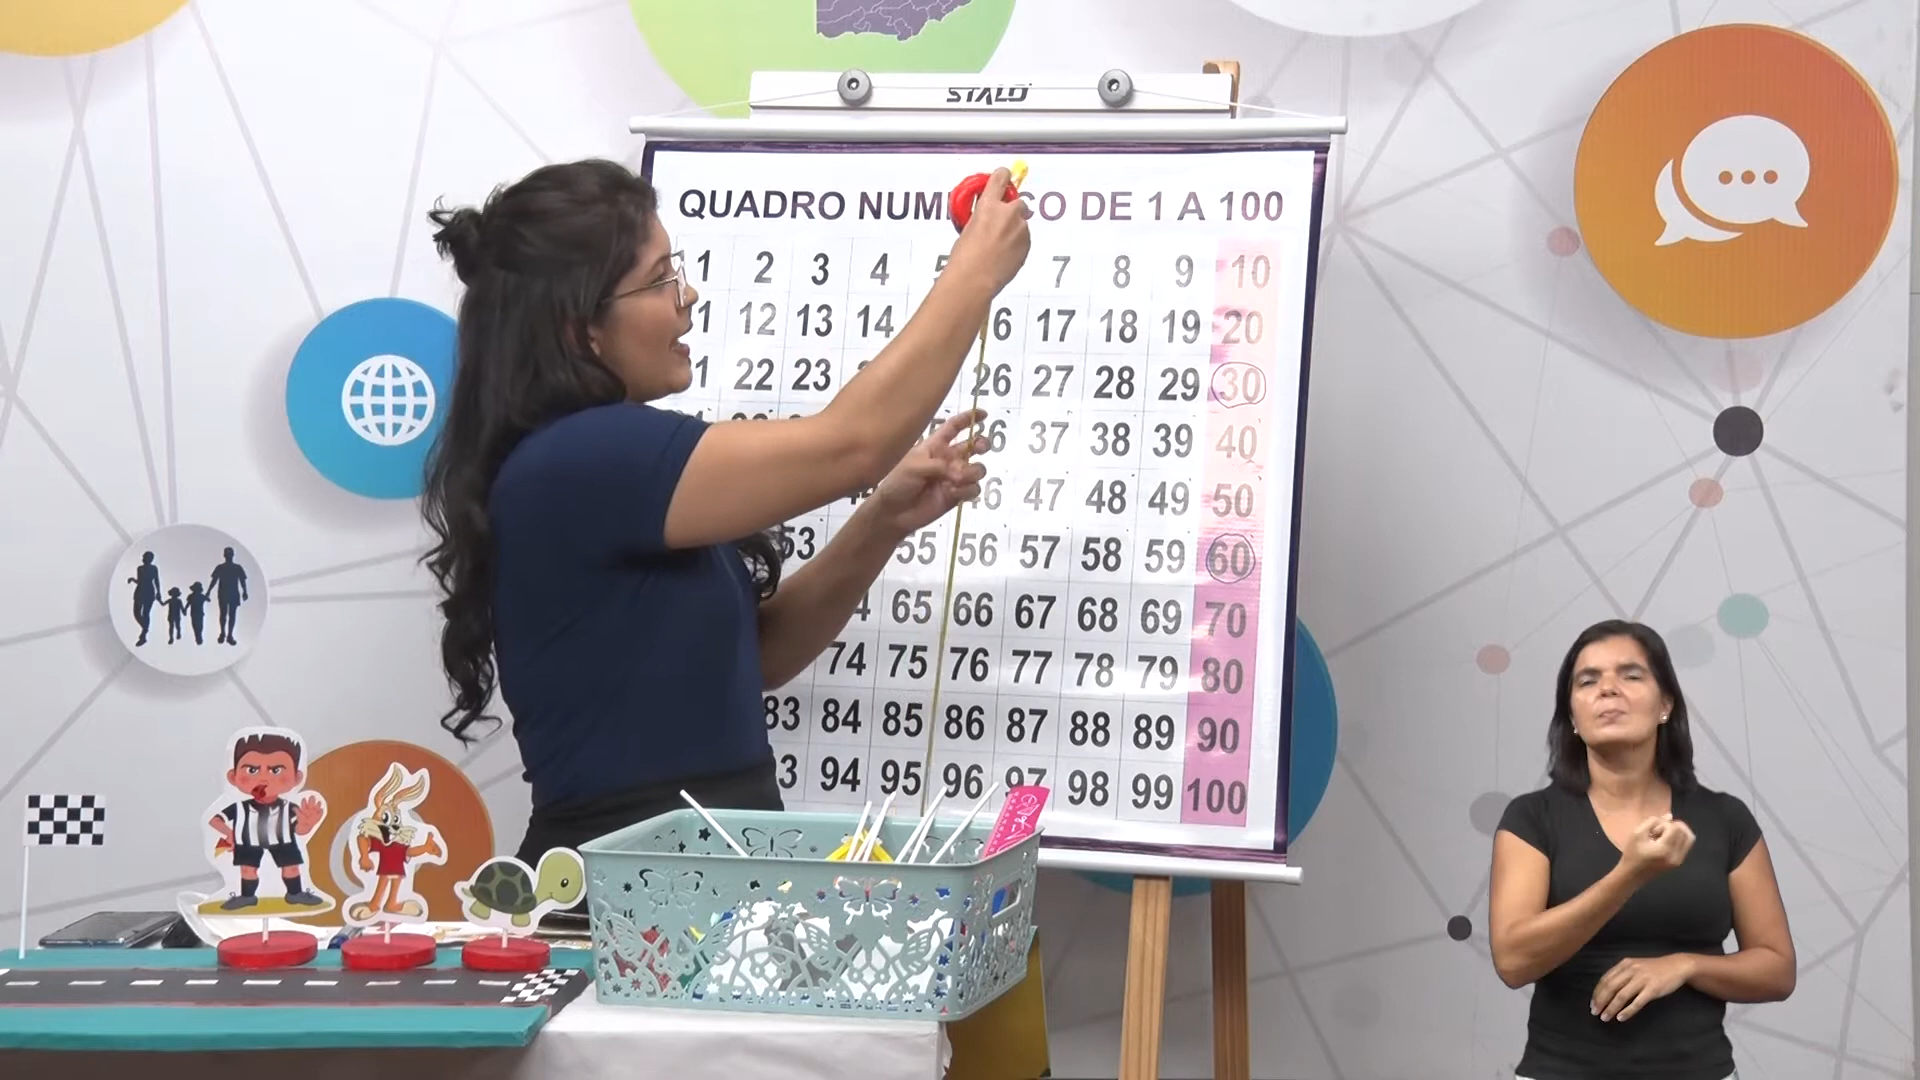 STALO
QUADRO DE 1 A 100
1 2 3 4 7 8 9 10
12 13 14 17 18 19 20
22 23 26 27 28 29 30
37 38 39 40
47 48 49 50
53 55 56 57 58 59 60
65 66 67 68 69 70
74 75 76 77 78 79 80
83 84 85 86 87 88 89 90
94 95 96 97 98 99 100